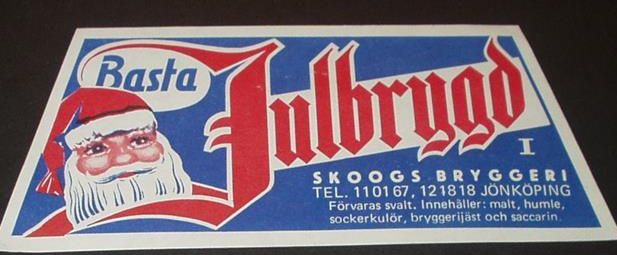 Basta
Julbrygd
I
SKOOGS BRYGGERI
TEL. 110167, 121818 JÖNKÖPING
Förvaras svalt. Innehåller: malt, humle,
sockerkulör, bryggerijäst och saccarin.